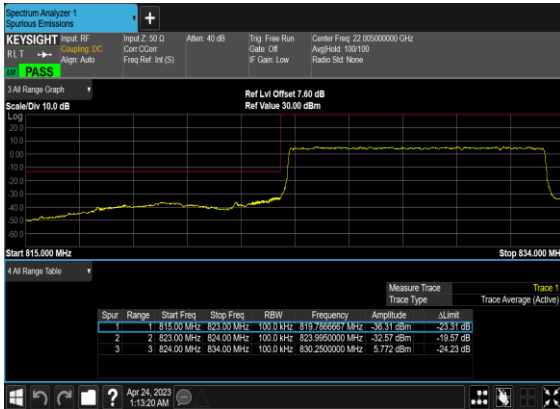 Spectrum Analyzer 1
Spurious Emissions
+
KEYSIGHT Input: RF Input Z: 50 Ω Atten: 40 dB Trig: Free Run Center Freq: 22.005000000 GHz
RLT Coupling: DC Corr CCorr Gate: Off Avg|Hold: 100/100
Align: Auto Freq Ref: Int (S) IF Gain: Low Radio Std: None
PASS
3 All Range Graph
Ref Lvl Offset 7.60 dB
Scale/Div 10.0 dB Ref Value 30.00 dBm
Log
20.0
10.0
0.00
-10.0
-20.0
-30.0
-40.0
-50.0
-60.0
Start 815.000 MHz Stop 834.000 MH
4 All Range Table
Measure Trace Trace 1
Trace Type Trace Average (Active)
Spur Range Start Freq Stop Freq RBW Frequency Amplitude ΔLimit
1 1 815.00 MHz 823.00 MHz 100.0 kHz 819.7866667 MHz -36.31 dBm -23.31 dB
2 2 823.00 MHz 824.00 MHz 100.0 kHz 823.9950000 MHz -32.57 dBm -19.57 dB
3 3 824.00 MHz 834.00 MHz 100.0 kHz 830.2500000 MHz 5.772 dBm -24.23 dB
? Apr 24, 2023
1:13:20 AM